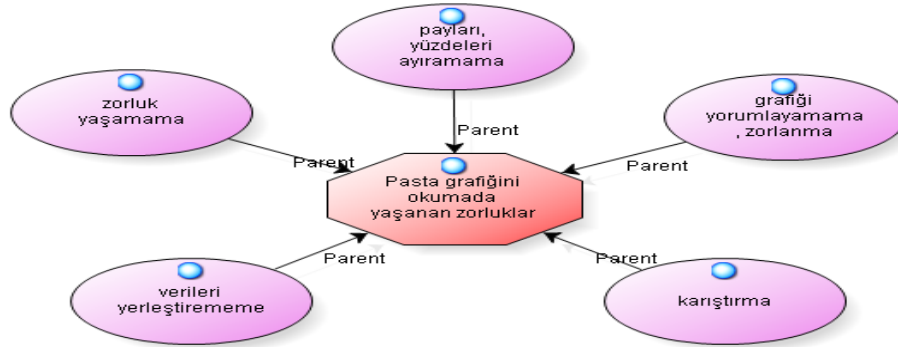 payları,
yüzdeleri
ayıramama
zorluk
yaşamama
grafiği
yorumlayamama
, zorlanma
Parent
Parent
Parent
Pasta grafiğini
okumada
yaşanan zorluklar
Parent
Parent
verileri
yerleştirememe
karıştırma